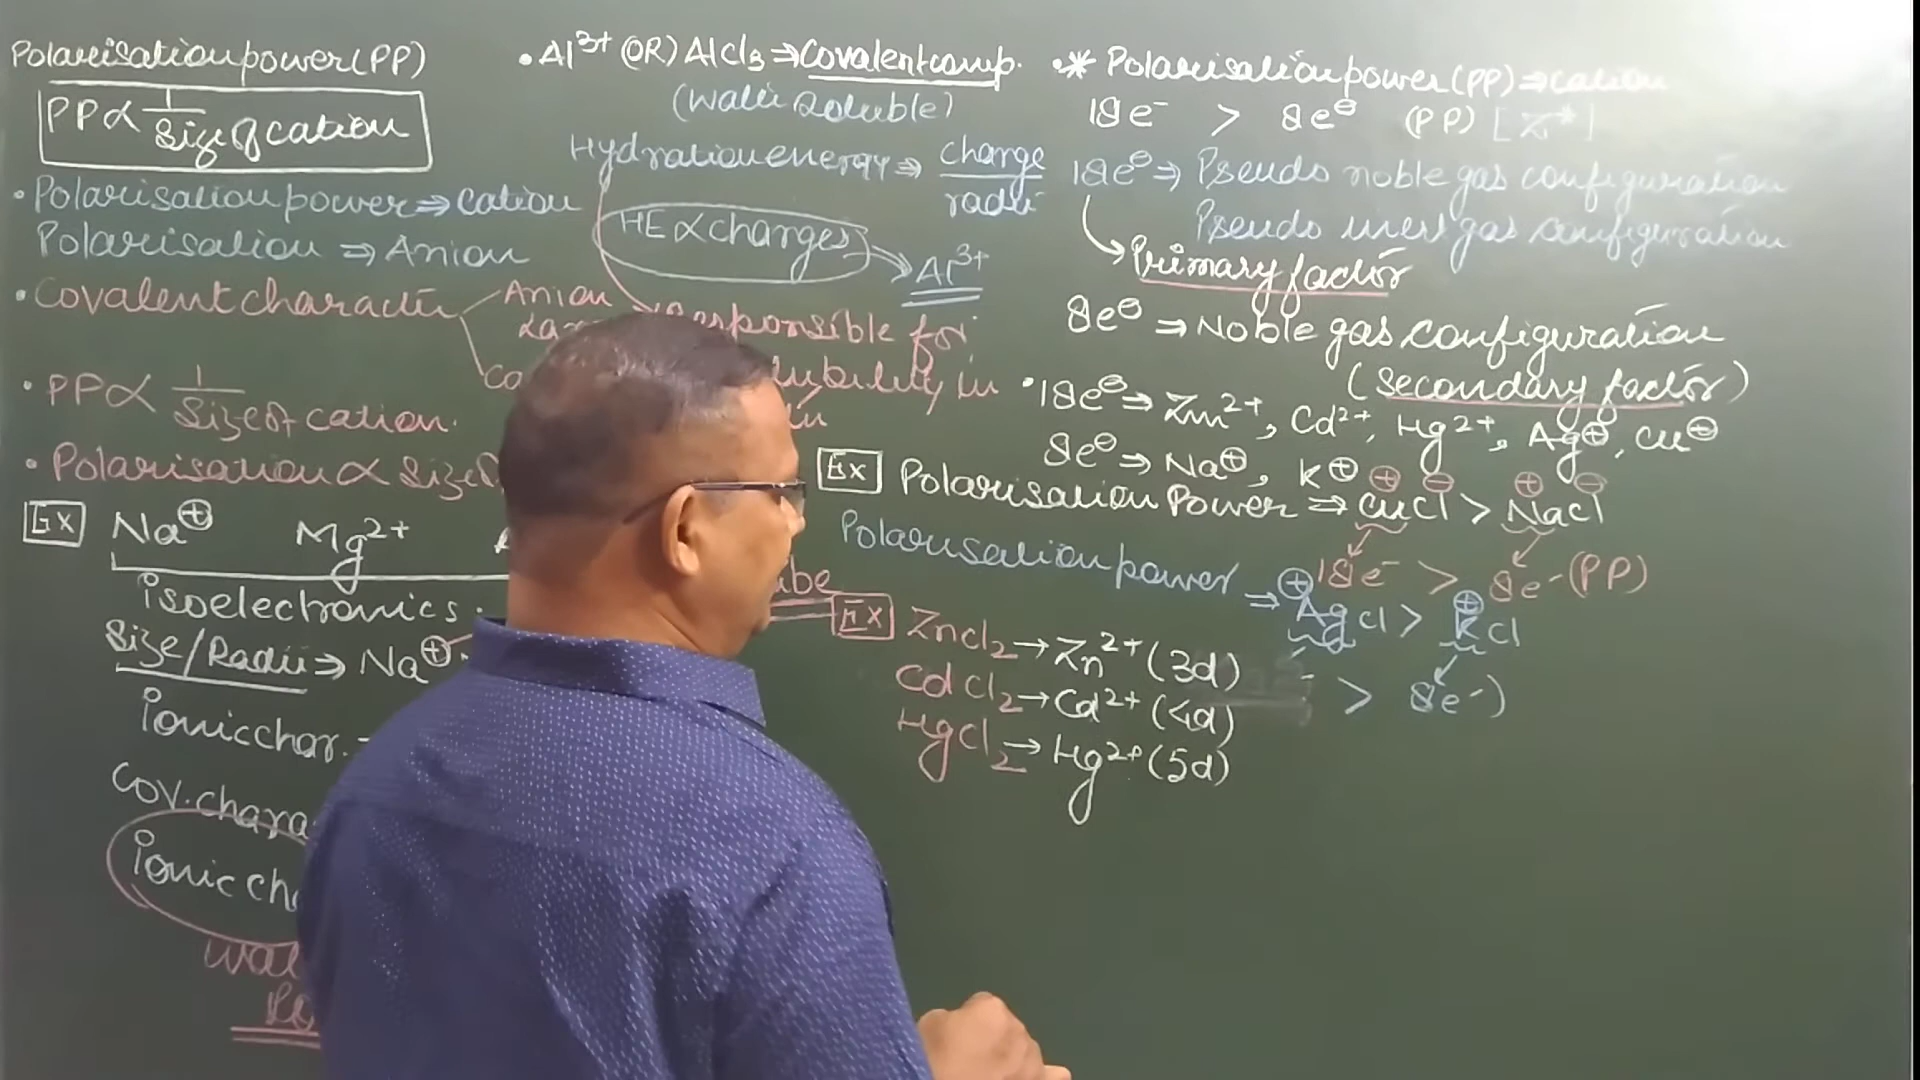 Polarisation power (PP)
PP ∝ 1/Size of cation
• Polarisation power ⇒ cation
Polarisation ⇒ Anion
• Covalent character
Anion
• PP ∝ 1/Size of cation.
• Polarisation ∝ Size of
Ex Na⊕ Mg2+
isoelectronics
Size/Radii ⇒ Na⊕
ionic char.
Cov. chara
ionic cha
• Al3+ (OR) AlCl3 ⇒ Covalent comp.
(Water Soluble)
Hydration energy ⇒ charge/radii
HE ∝ charges
Al3+
responsible for
in
Ex ZnCl2 → Zn2+ (3d)
CdCl2 → Cd2+ (4d)
HgCl2 → Hg2+ (5d)
•* Polarisation power (PP) ⇒ cation
18e- > 8e⊖ (PP) [Z*]
18e⊖ ⇒ Pseudo noble gas configuration
Pseudo inert gas configuration
Primary factor
8e⊖ ⇒ Noble gas configuration
(Secondary factor)
• 18e⊖ ⇒ Zn2+, Cd2+, Hg2+, Ag⊕, Cu⊕
8e⊖ ⇒ Na⊕, K⊕
Ex Polarisation Power ⇒ CuCl > NaCl
⊕ ⊖ ⊕ ⊖
18e- > 8e- (PP)
Polarisation power ⇒ AgCl > KCl
⊕ ⊕
> 8e-)